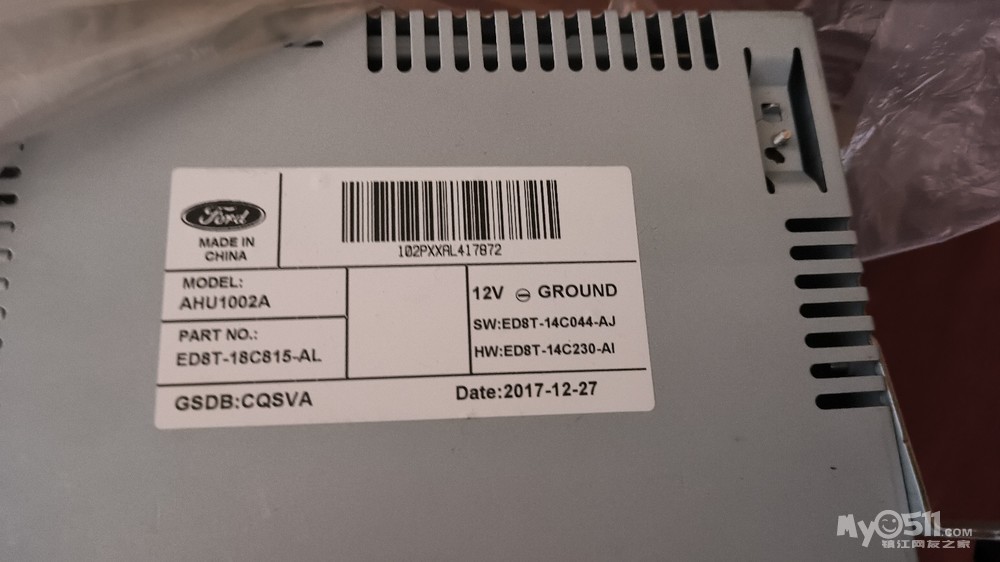 Ford
MADE IN
CHINA
102PXXAL417872
MODEL:
AHU1002A
PART NO.:
ED8T-18C815-AL
12V ⊖ GROUND
SW:ED8T-14C044-AJ
HW:ED8T-14C230-AI
GSDB:CQSVA
Date:2017-12-27
My0511.COM
镇江网友之家